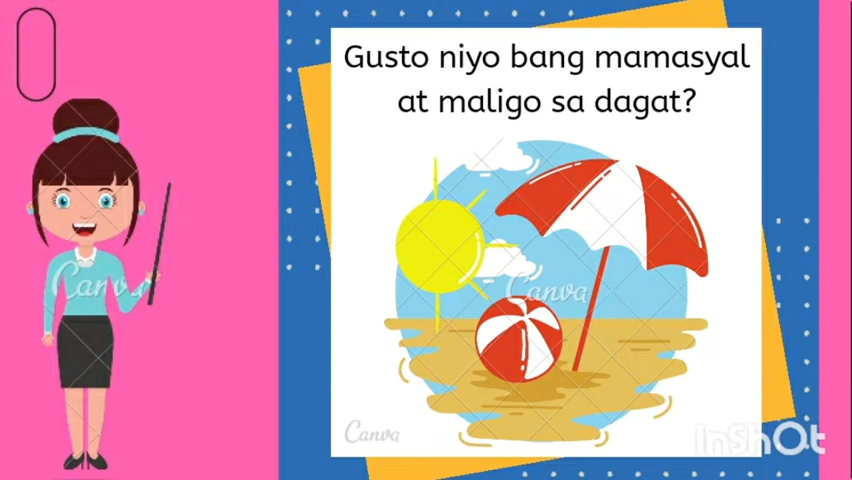 Gusto niyo bang mamasyal
at maligo sa dagat?
Canva
Canva
Canva
InShOt